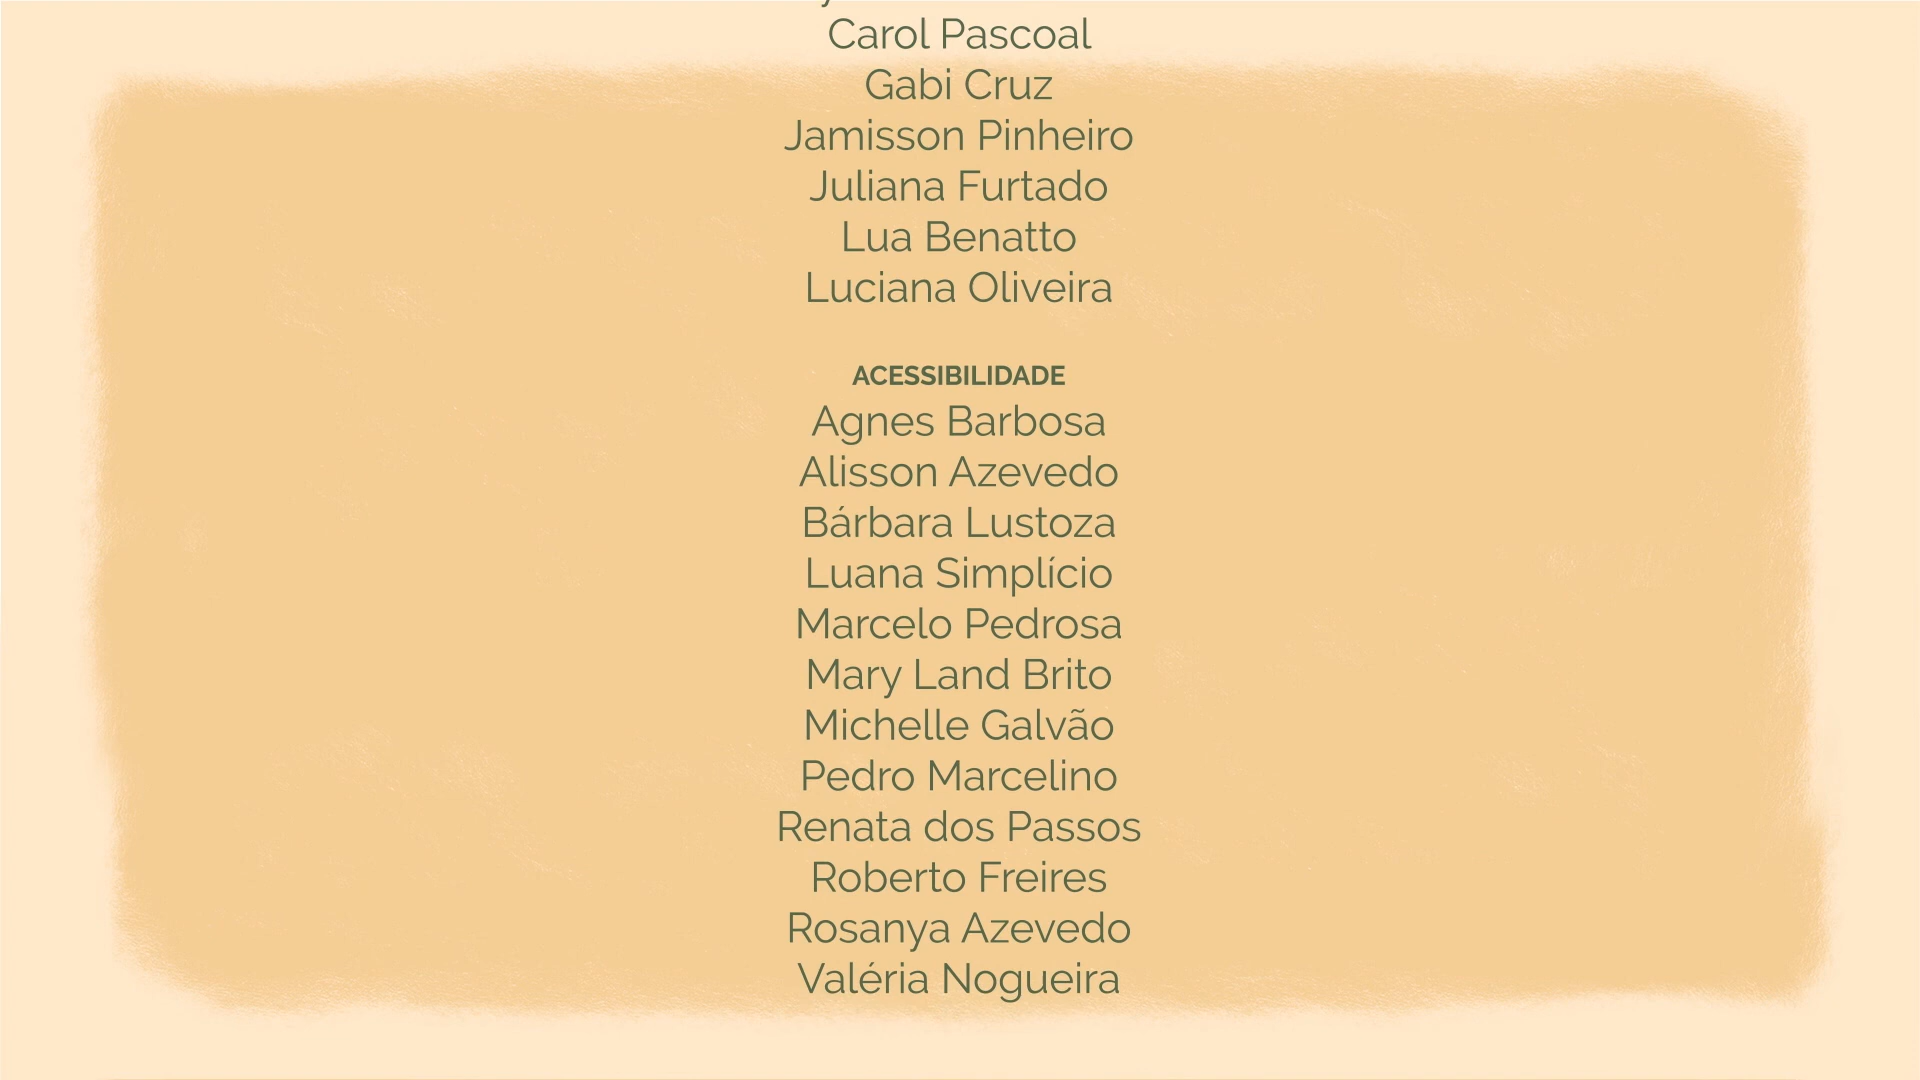 Carol Pascoal
Gabi Cruz
Jamisson Pinheiro
Juliana Furtado
Lua Benatto
Luciana Oliveira
ACESSIBILIDADE
Agnes Barbosa
Alisson Azevedo
Bárbara Lustoza
Luana Simplício
Marcelo Pedrosa
Mary Land Brito
Michelle Galvão
Pedro Marcelino
Renata dos Passos
Roberto Freires
Rosanya Azevedo
Valéria Nogueira